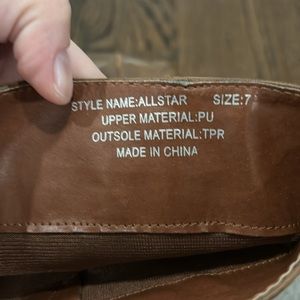 STYLE NAME:ALLSTAR SIZE:7
UPPER MATERIAL:PU
OUTSOLE MATERIAL:TPR
MADE IN CHINA